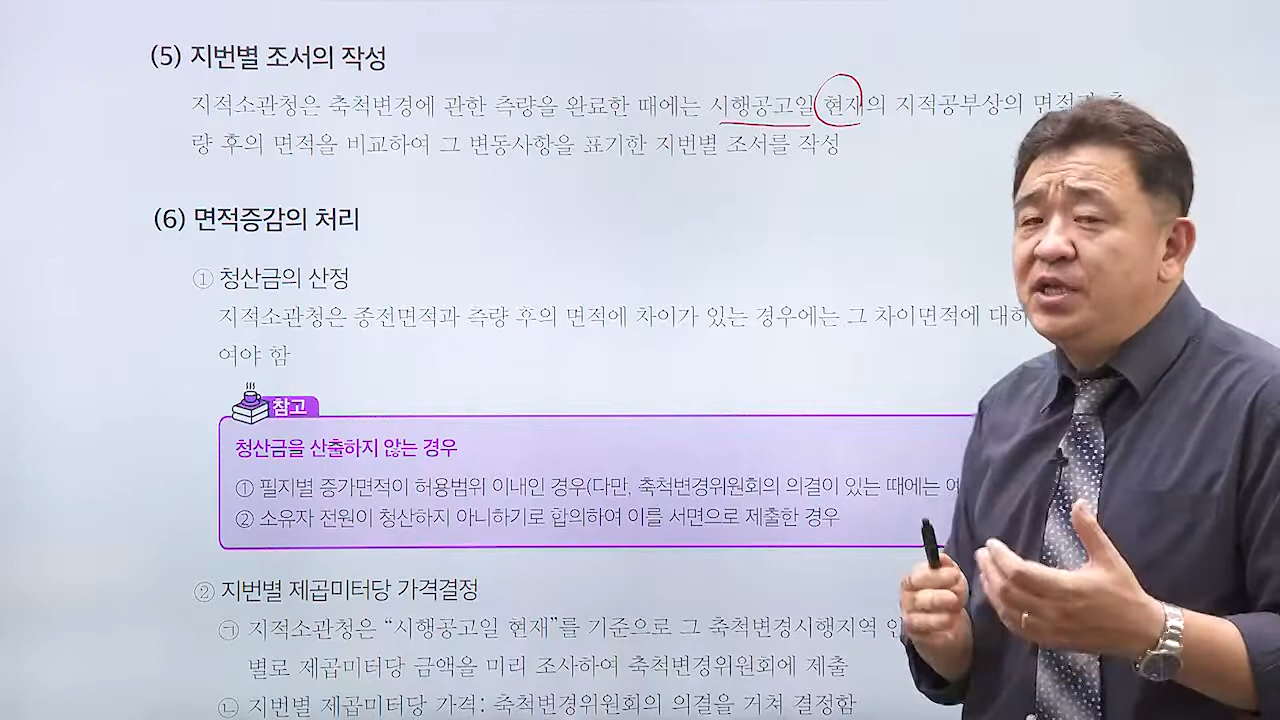 (5) 지번별 조서의 작성
지적소관청은 축척변경에 관한 측량을 완료한 때에는 시행공고일 현재의 지적공부상의 면적과 측
량 후의 면적을 비교하여 그 변동사항을 표기한 지번별 조서를 작성
(6) 면적증감의 처리
① 청산금의 산정
지적소관청은 종전면적과 측량 후의 면적에 차이가 있는 경우에는 그 차이면적에 대하
여야 함
참고
청산금을 산출하지 않는 경우
① 필지별 증가면적이 허용범위 이내인 경우(다만, 축척변경위원회의 의결이 있는 때에는
② 소유자 전원이 청산하지 아니하기로 합의하여 이를 서면으로 제출한 경우
② 지번별 제곱미터당 가격결정
㉠ 지적소관청은 “시행공고일 현재”를 기준으로 그 축척변경시행지역
별로 제곱미터당 금액을 미리 조사하여 축척변경위원회에 제출
㉡ 지번별 제곱미터당 가격: 축척변경위원회의 의결을 거쳐 결정함